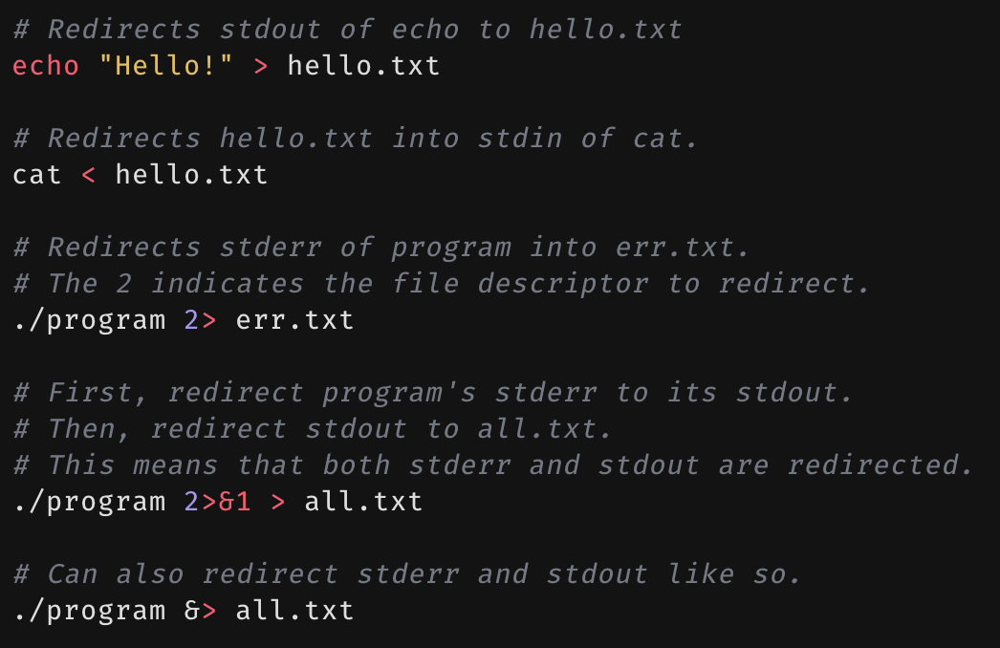 # Redirects stdout of echo to hello.txt
echo "Hello!" > hello.txt
# Redirects hello.txt into stdin of cat.
cat < hello.txt
# Redirects stderr of program into err.txt.
# The 2 indicates the file descriptor to redirect.
./program 2> err.txt
# First, redirect program's stderr to its stdout.
# Then, redirect stdout to all.txt.
# This means that both stderr and stdout are redirected.
./program 2>&1 > all.txt
# Can also redirect stderr and stdout like so.
./program &> all.txt